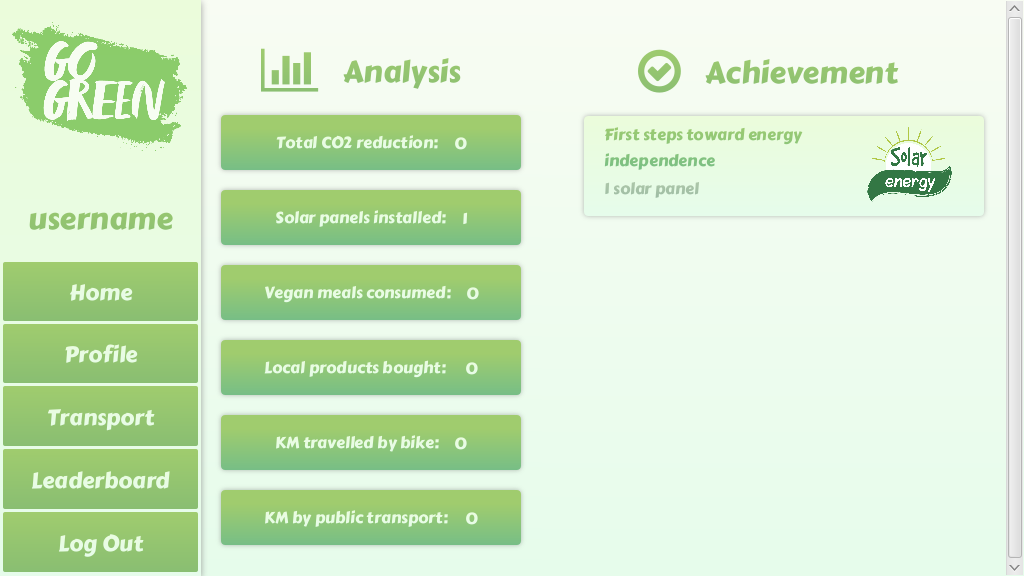 GO
GREEN
username
Home
Profile
Transport
Leaderboard
Log Out
Analysis
Total CO2 reduction: 0
Solar panels installed: 1
Vegan meals consumed: 0
Local products bought: 0
KM travelled by bike: 0
KM by public transport: 0
Achievement
First steps toward energy
independence
1 solar panel
Solar
energy